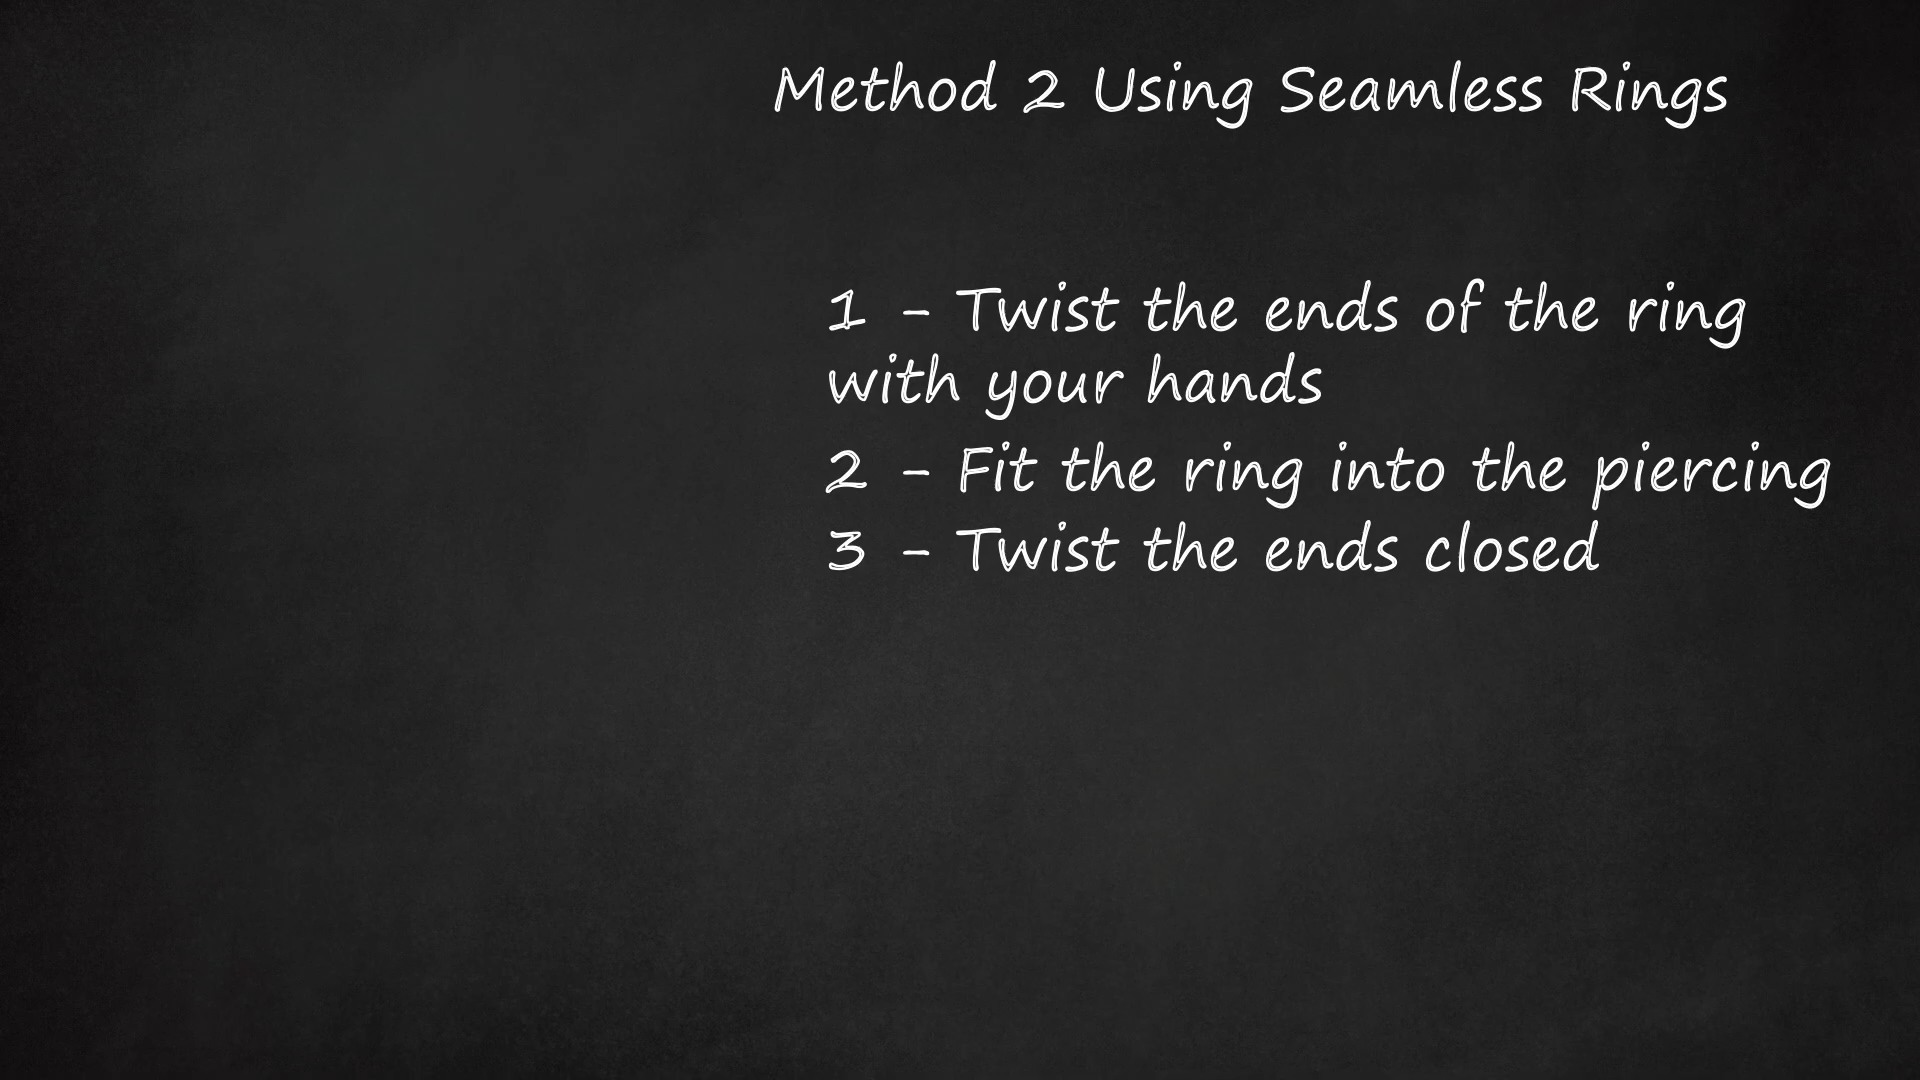 Method 2 Using Seamless Rings
1 - Twist the ends of the ring
with your hands
2 - Fit the ring into the piercing
3 - Twist the ends closed